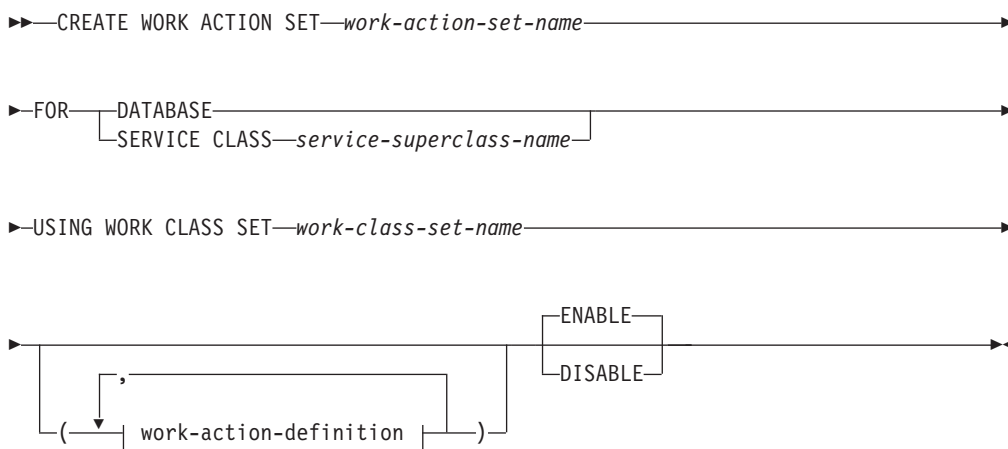 CREATE WORK ACTION SET work-action-set-name
FOR DATABASE
SERVICE CLASS service-superclass-name
USING WORK CLASS SET work-class-set-name
ENABLE
DISABLE
,
( work-action-definition )